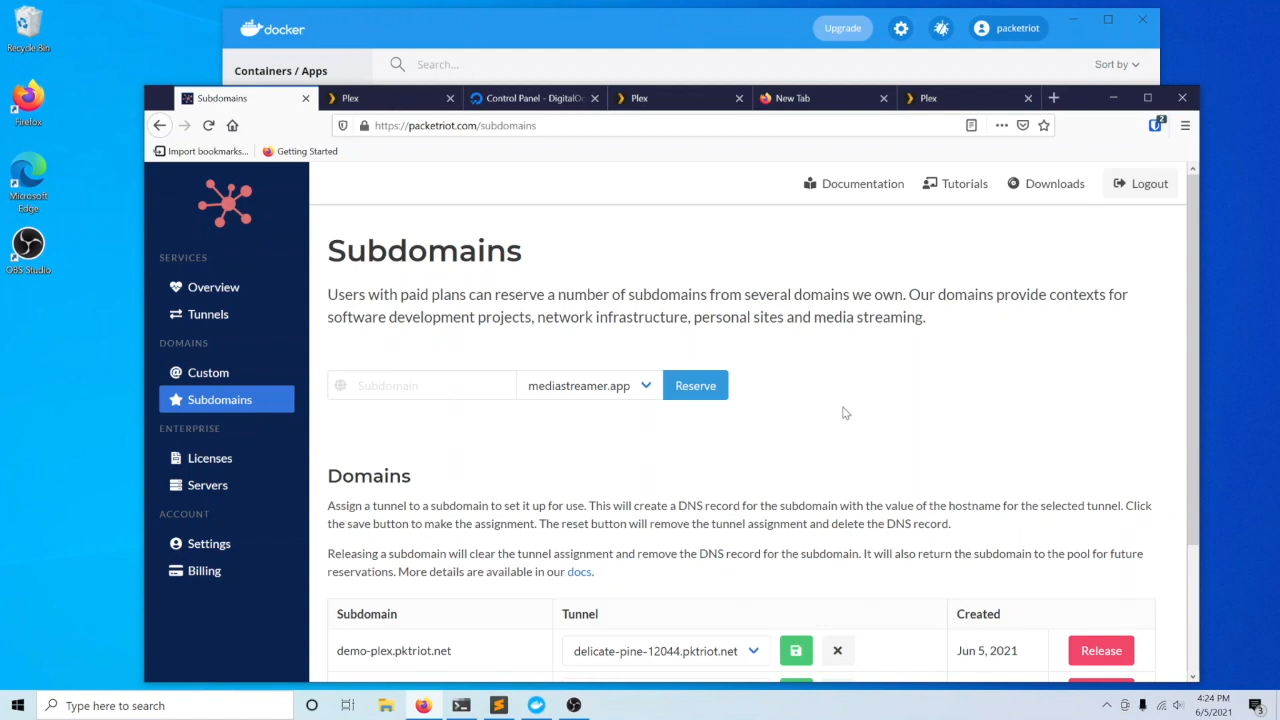 Recycle Bin
Firefox
Microsoft
Edge
OBS Studio
docker
Upgrade
packetriot
Containers / Apps
Search...
Sort by
Subdomains
Plex
Control Panel - DigitalOc
Plex
New Tab
Plex
https://packetriot.com/subdomains
2
Import bookmarks...
Getting Started
SERVICES
Overview
Tunnels
DOMAINS
Custom
Subdomains
ENTERPRISE
Licenses
Servers
ACCOUNT
Settings
Billing
Documentation
Tutorials
Downloads
Logout
Subdomains
Users with paid plans can reserve a number of subdomains from several domains we own. Our domains provide contexts for
software development projects, network infrastructure, personal sites and media streaming.
Subdomain
mediastreamer.app
Reserve
Domains
Assign a tunnel to a subdomain to set it up for use. This will create a DNS record for the subdomain with the value of the hostname for the selected tunnel. Click
the save button to make the assignment. The reset button will remove the tunnel assignment and delete the DNS record.
Releasing a subdomain will clear the tunnel assignment and remove the DNS record for the subdomain. It will also return the subdomain to the pool for future
reservations. More details are available in our docs.
Subdomain
Tunnel
Created
demo-plex.pktriot.net
delicate-pine-12044.pktriot.net
Jun 5, 2021
Release
Type here to search
4:24 PM
6/5/2021
3